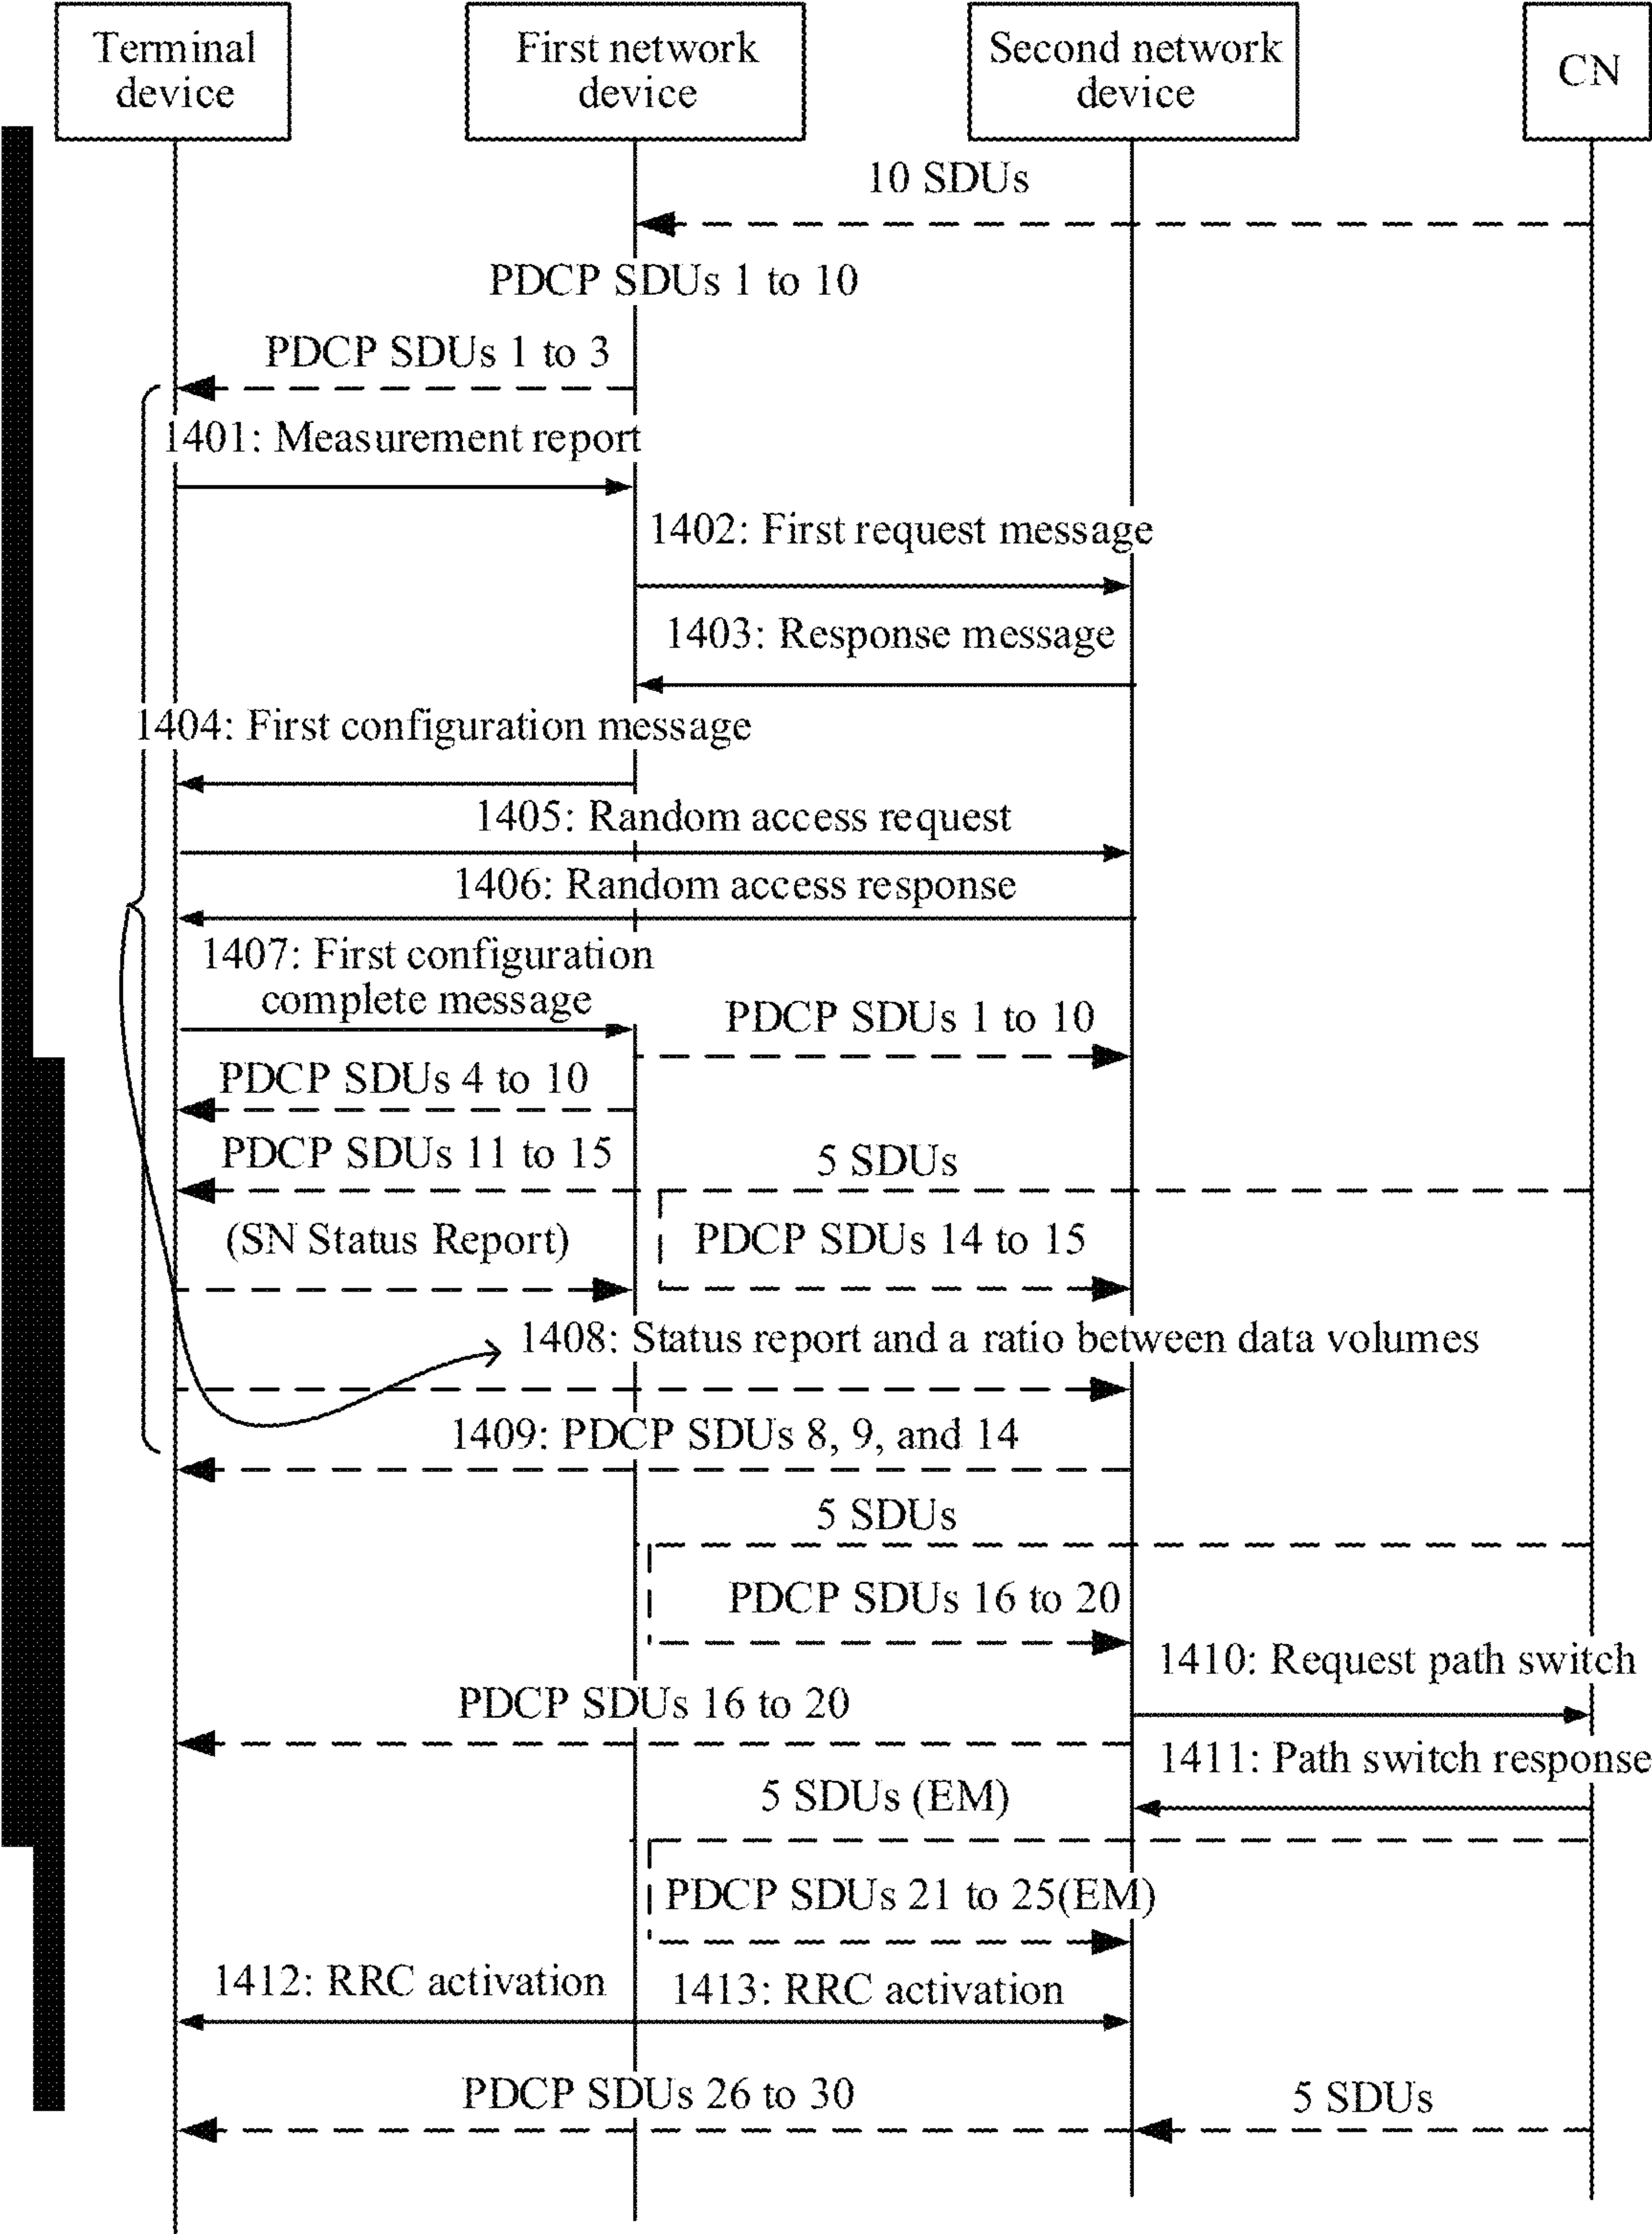 Terminal
device
First network
device
Second network
device
CN
10 SDUs
PDCP SDUs 1 to 10
PDCP SDUs 1 to 3
1401: Measurement report
1402: First request message
1403: Response message
1404: First configuration message
1405: Random access request
1406: Random access response
1407: First configuration
complete message
PDCP SDUs 1 to 10
PDCP SDUs 4 to 10
PDCP SDUs 11 to 15
5 SDUs
(SN Status Report)
PDCP SDUs 14 to 15
1408: Status report and a ratio between data volumes
1409: PDCP SDUs 8, 9, and 14
5 SDUs
PDCP SDUs 16 to 20
1410: Request path switch
PDCP SDUs 16 to 20
1411: Path switch response
5 SDUs (EM)
PDCP SDUs 21 to 25(EM)
1412: RRC activation
1413: RRC activation
PDCP SDUs 26 to 30
5 SDUs